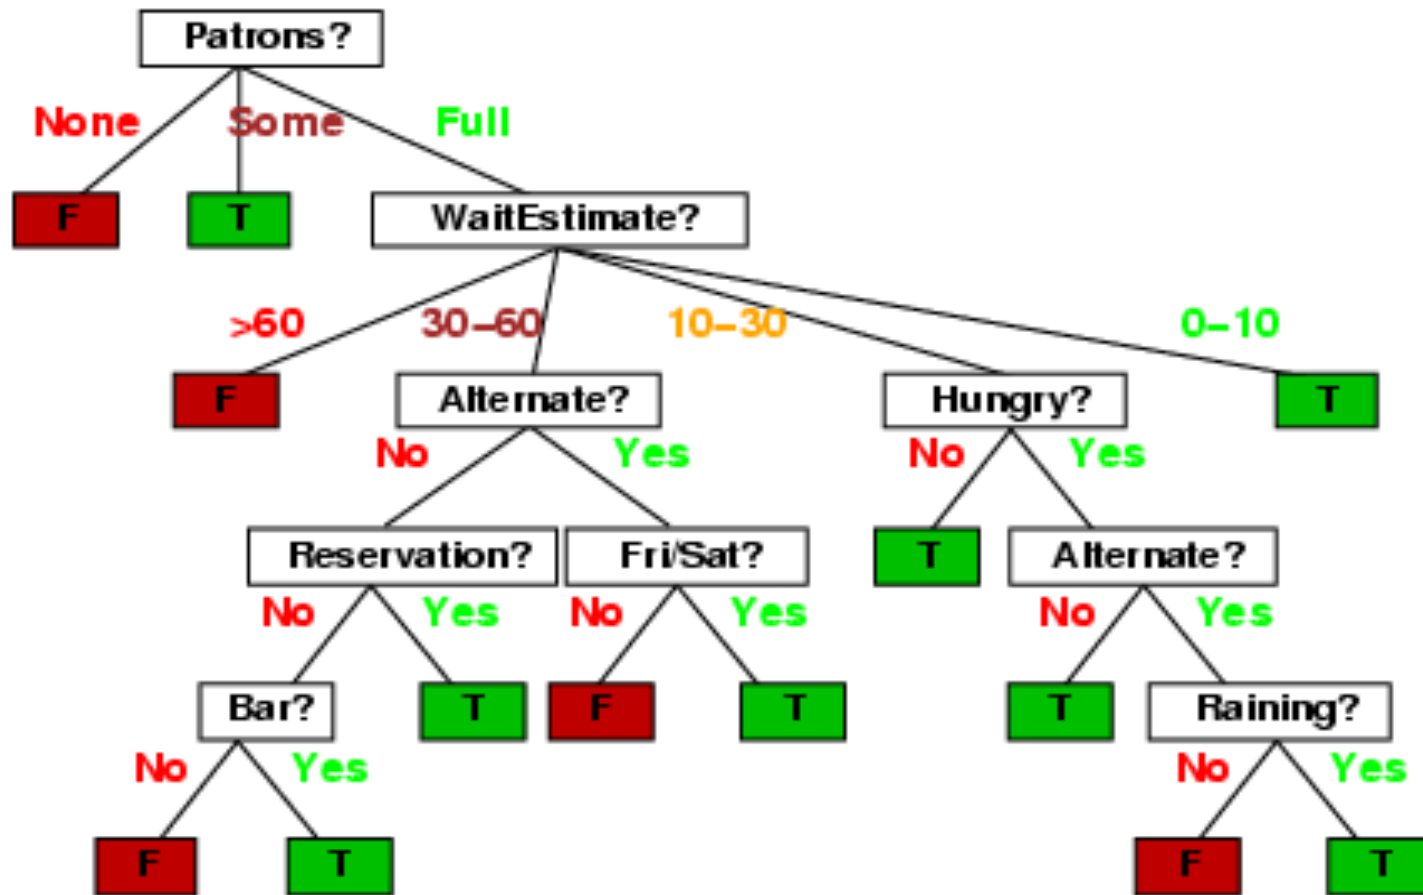 Patrons?
None Some Full
F T WaitEstimate?
>60 30–60 10–30 0–10
F Alternate? Hungry? T
No Yes No Yes
Reservation? Fri/Sat? T Alternate?
No Yes No Yes No Yes
Bar? T F T T Raining?
No Yes No Yes
F T F T